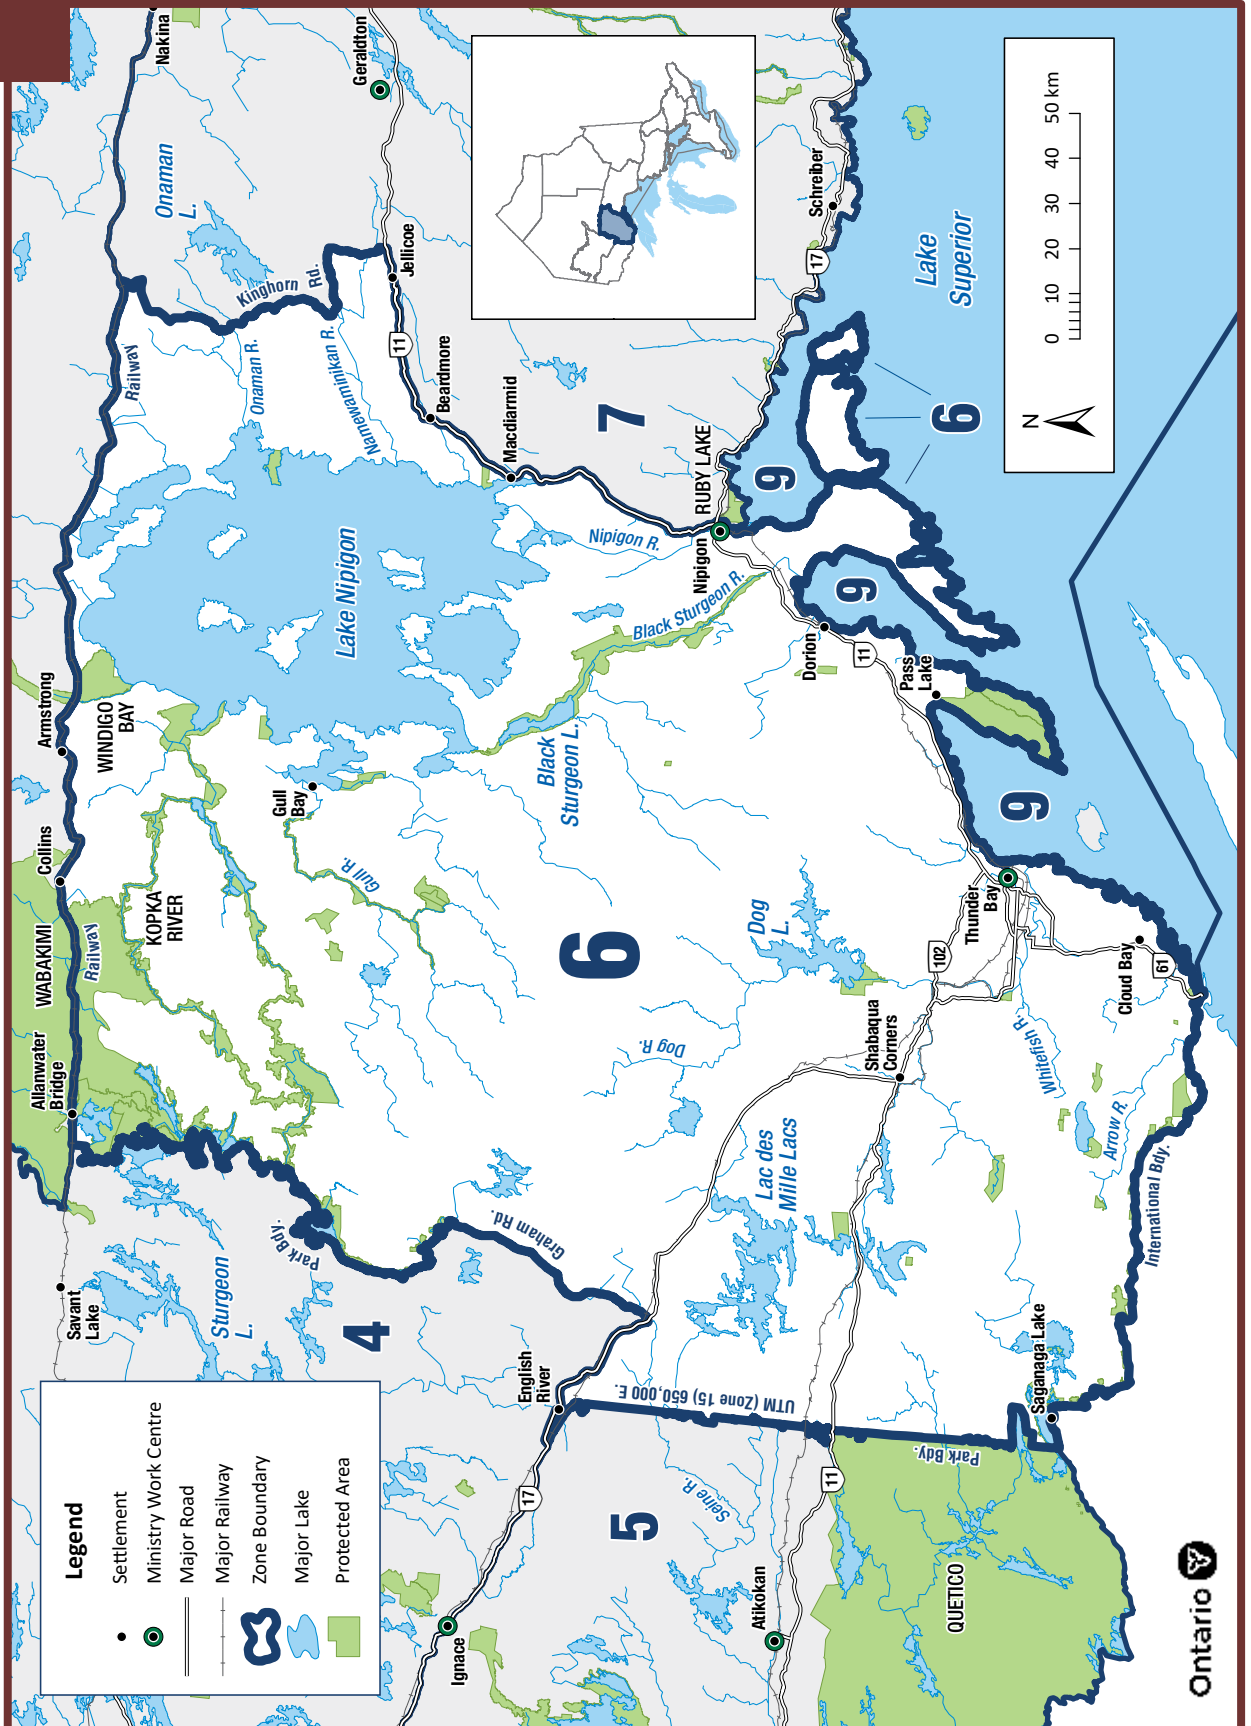 Legend
Settlement
Ministry Work Centre
Major Road
Major Railway
Zone Boundary
Major Lake
Protected Area
Savant
Lake
Sturgeon
L.
4
Park Bdy.
Graham Rd.
English
River
17
Ignace
5
Seine R.
Atikokan
11
UTM (Zone 15) 650,000 E.
Park Bdy.
QUETICO
Saganaga Lake
International Bdy.
Ontario
Allanwater
Bridge
WABAKIMI
Railway
Collins
Armstrong
WINDIGO
BAY
KOPKA
RIVER
Gull
Bay
Gull R.
6
Dog
L.
Dog R.
Lac des
Mille Lacs
Shabaqua
Corners
102
Thunder
Bay
Whitefish R.
Arrow R.
Cloud Bay
61
Black
Sturgeon L.
Black Sturgeon R.
Lake Nipigon
Nipigon R.
Nipigon
RUBY LAKE
Dorion
11
Pass
Lake
9
9
9
6
Railway
Onaman R.
Namewaminikan R.
Kinghorn
Rd.
Onaman
L.
Nakina
Geraldton
Jellicoe
11
Beardmore
Macdiarmid
7
17
Schreiber
Lake
Superior
N
0 10 20 30 40 50 km